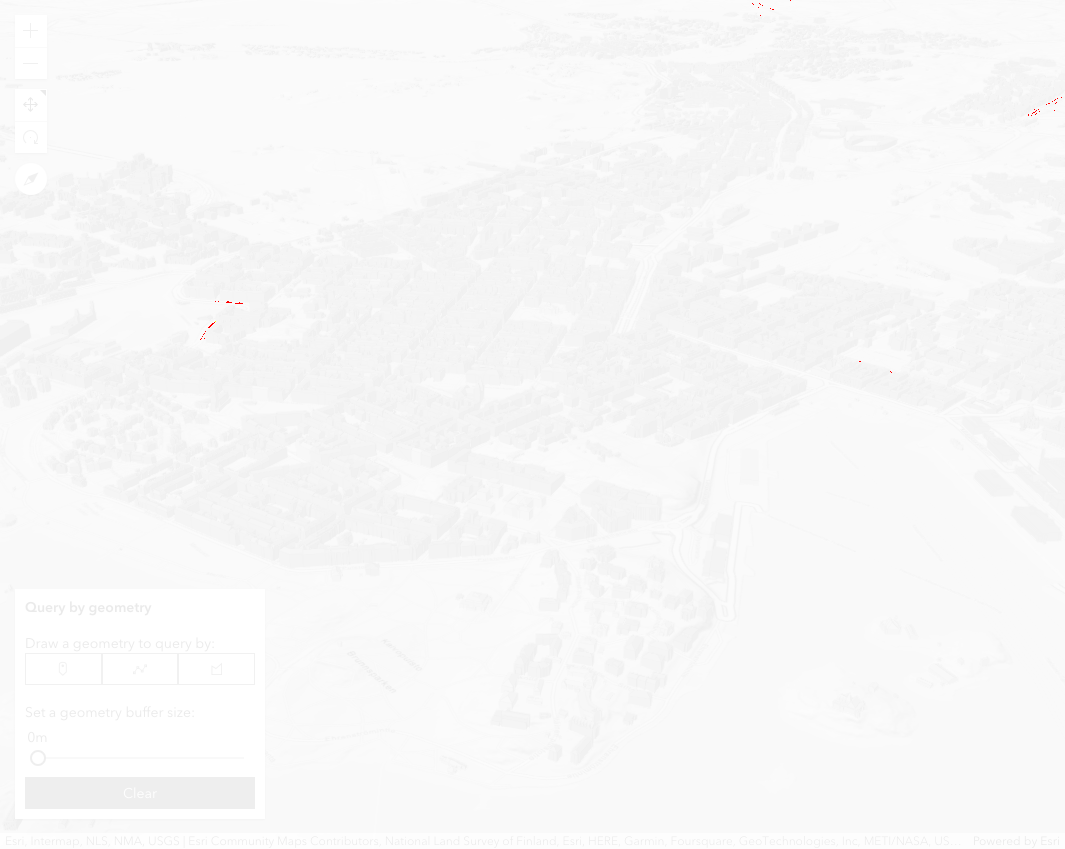 Query by geometry
Draw a geometry to query by:
Set a geometry buffer size:
0m
Clear
Esri, Intermap, NLS, NMA, USGS | Esri Community Maps Contributors, National Land Survey of Finland, Esri, HERE, Garmin, Foursquare, GeoTechnologies, Inc, METI/NASA, US... Powered by Esri